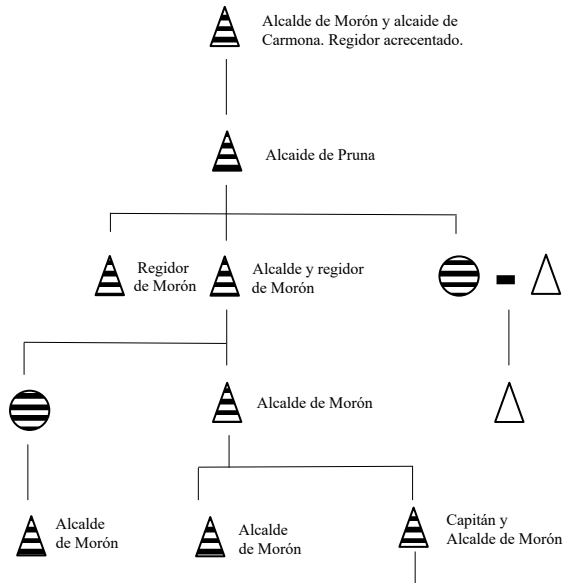 Alcalde de Morón y alcaide de
Carmona. Regidor acrecentado.
Alcaide de Pruna
Regidor
de Morón
Alcalde y regidor
de Morón
Alcalde de Morón
Alcalde
de Morón
Alcalde
de Morón
Capitán y
Alcalde de Morón